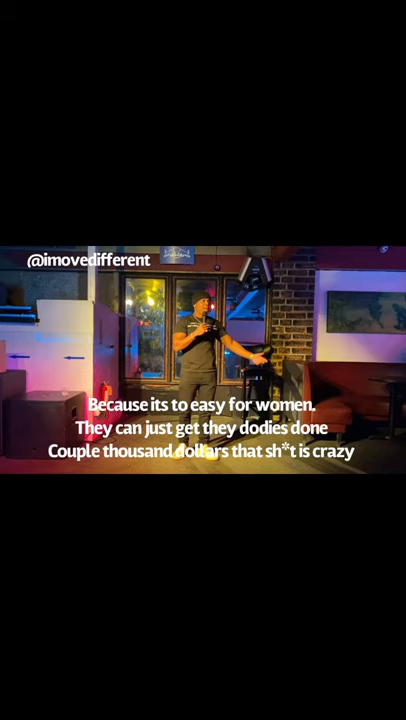 @imovedifferent
Because its to easy for women.
They can just get they dodies done
Couple thousand dollars that sh*t is crazy